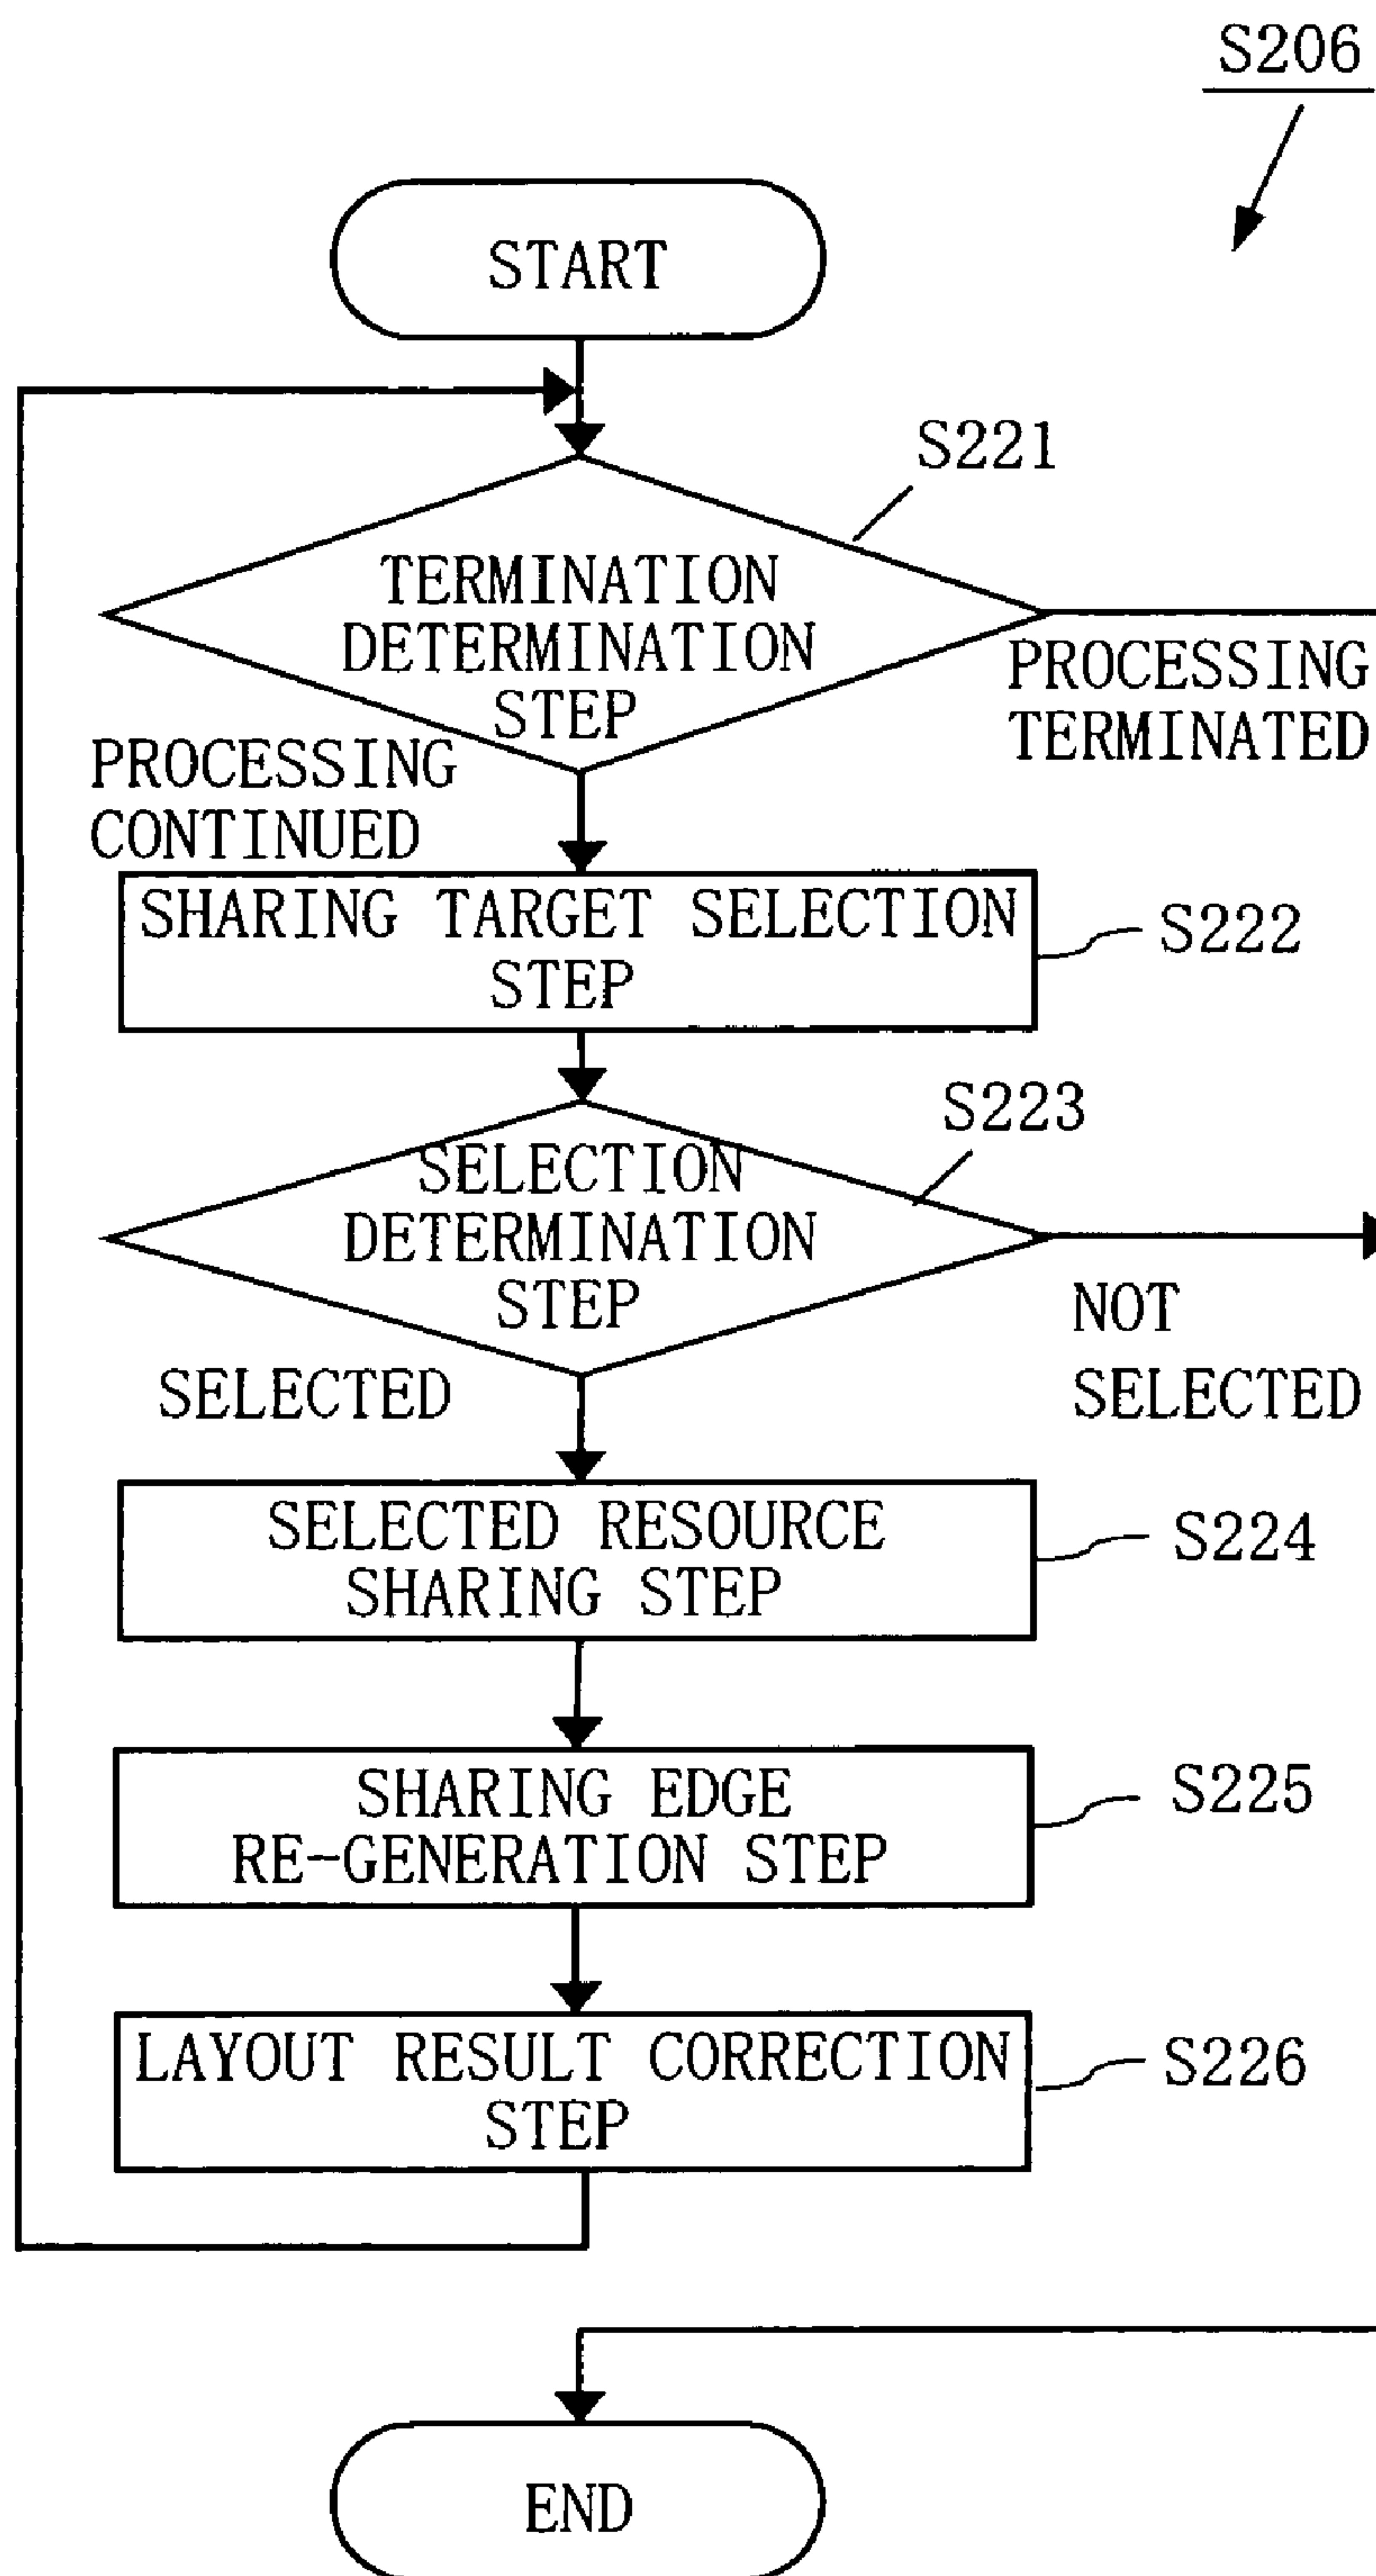 S206
START
S221
TERMINATION
DETERMINATION
STEP
PROCESSING
TERMINATED
PROCESSING
CONTINUED
SHARING TARGET SELECTION
STEP
S222
S223
SELECTION
DETERMINATION
STEP
NOT
SELECTED
SELECTED
SELECTED RESOURCE
SHARING STEP
S224
SHARING EDGE
RE-GENERATION STEP
S225
LAYOUT RESULT CORRECTION
STEP
S226
END